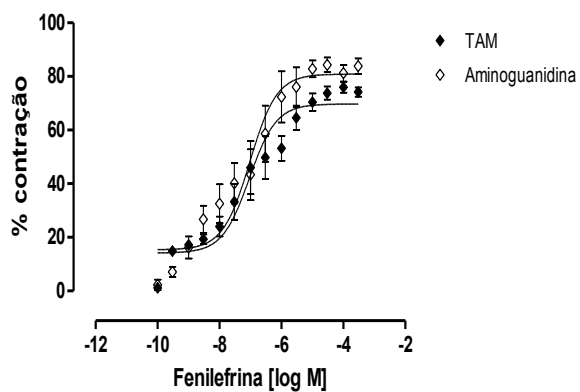 100
80
60
40
20
0
% contração
-12 -10 -8 -6 -4 -2
Fenilefrina [log M]
TAM
Aminoguanidina